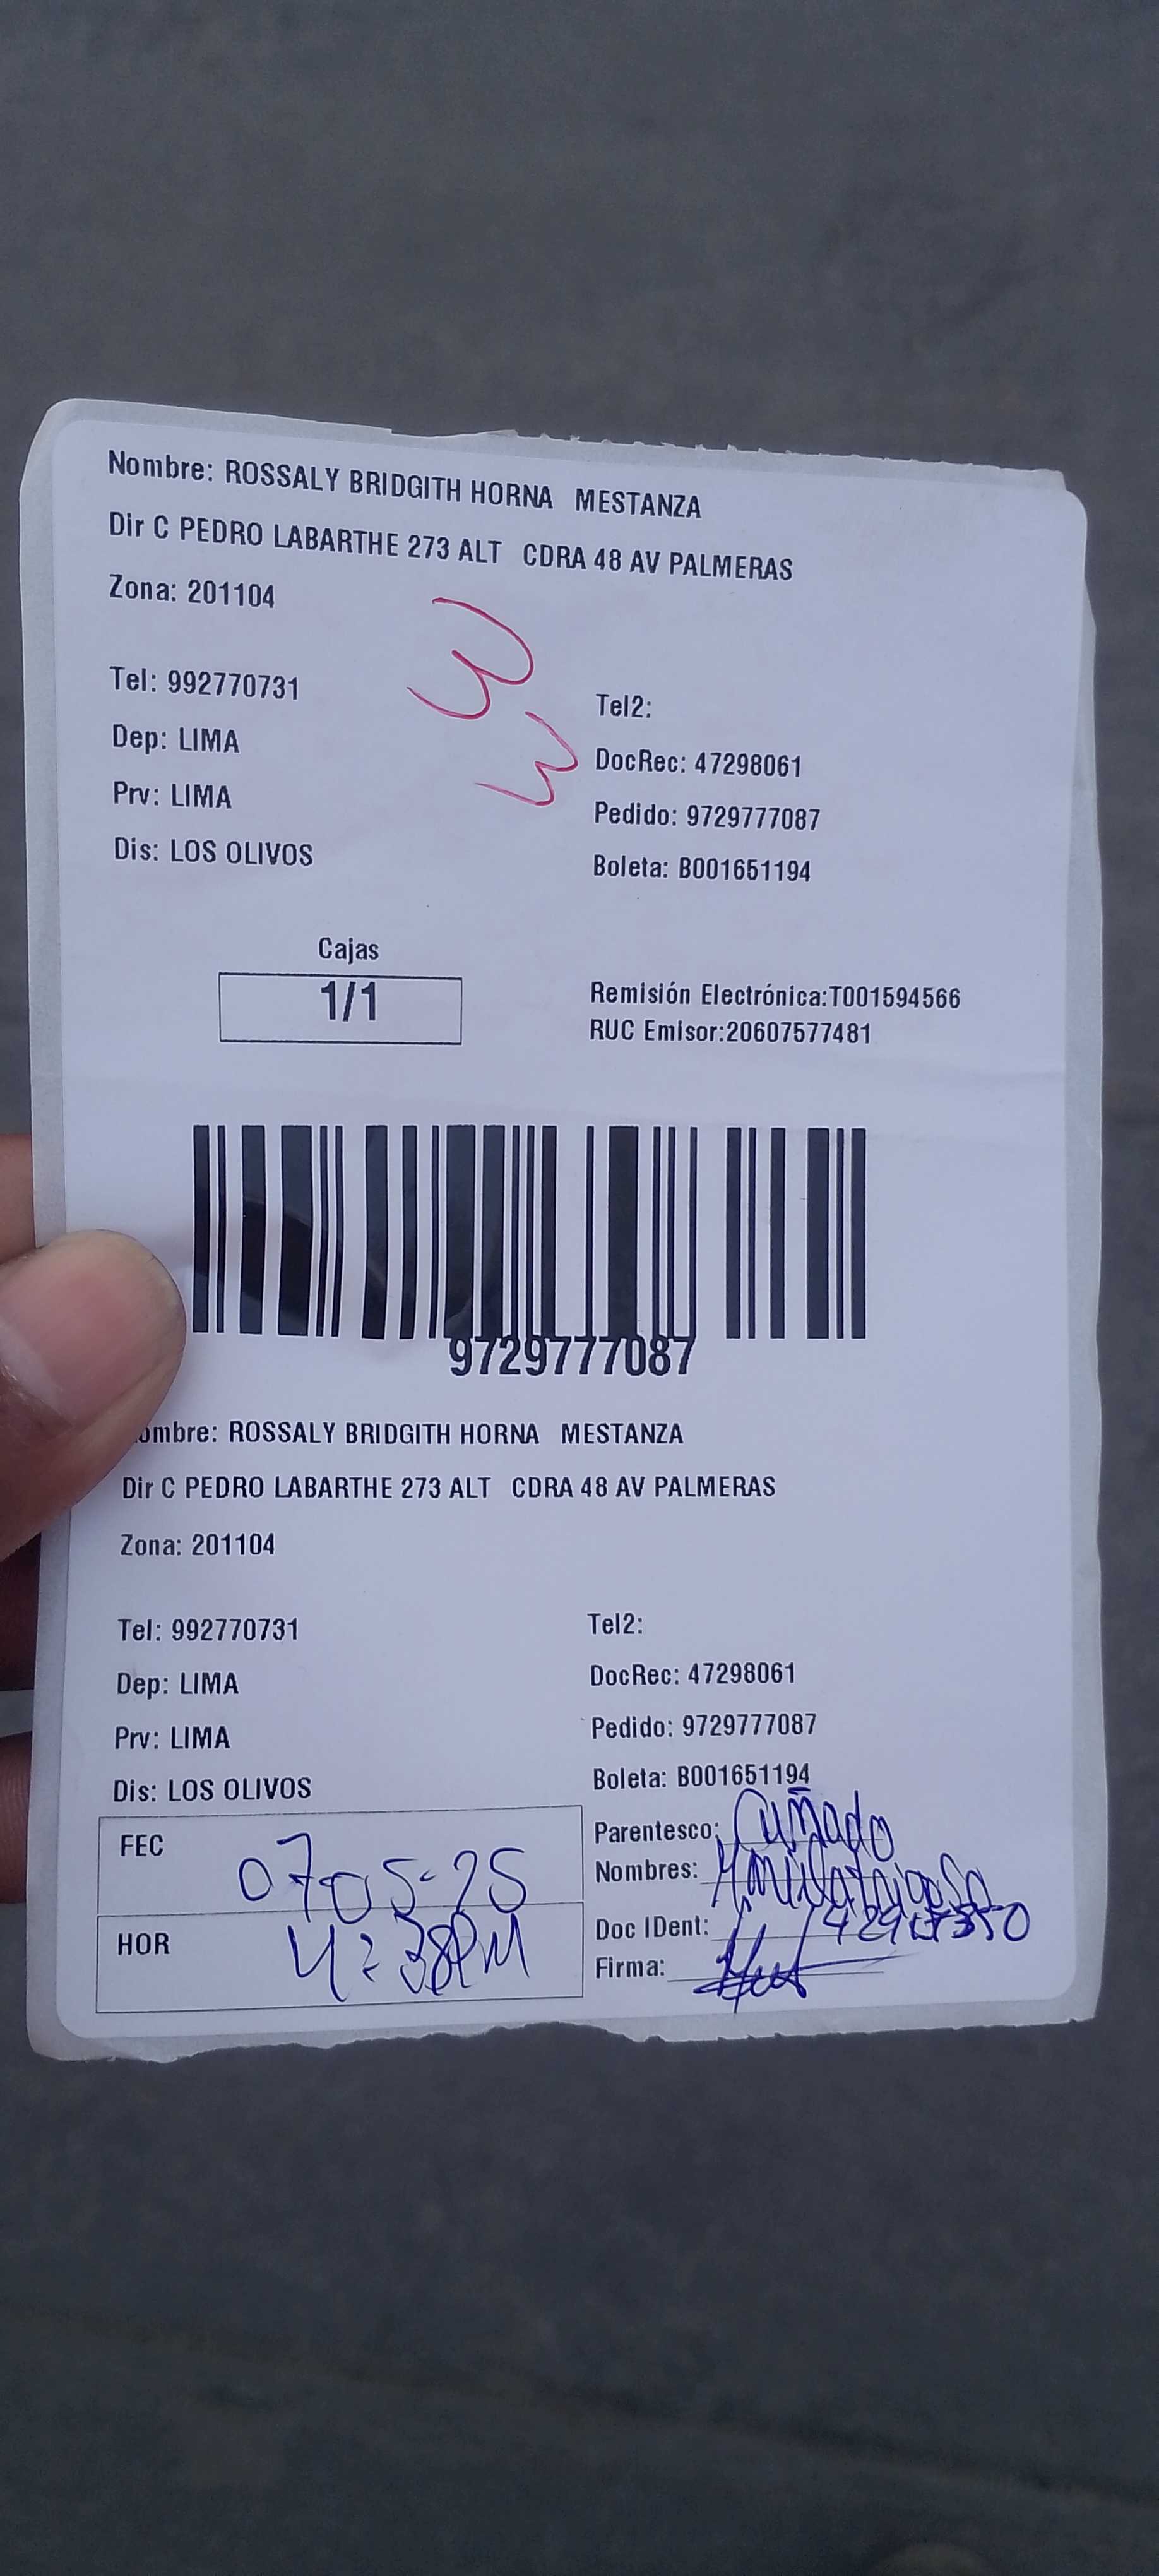 Nombre: ROSSALY BRIDGITH HORNA MESTANZA
Dir C PEDRO LABARTHE 273 ALT CDRA 48 AV PALMERAS
Zona: 201104
Tel: 992770731
Tel2:
Dep: LIMA
DocRec: 47298061
Prv: LIMA
Pedido: 9729777087
Dis: LOS OLIVOS
Boleta: B001651194
Cajas
1/1
Remisión Electrónica:T001594566
RUC Emisor:20607577481
9729777087
ombre: ROSSALY BRIDGITH HORNA MESTANZA
Dir C PEDRO LABARTHE 273 ALT CDRA 48 AV PALMERAS
Zona: 201104
Tel: 992770731
Tel2:
Dep: LIMA
DocRec: 47298061
Prv: LIMA
Pedido: 9729777087
Dis: LOS OLIVOS
Boleta: B001651194
FEC 0705-25
Parentesco: Cuñado
Nombres:
HOR 4:38PM
Doc IDent:
Firma: